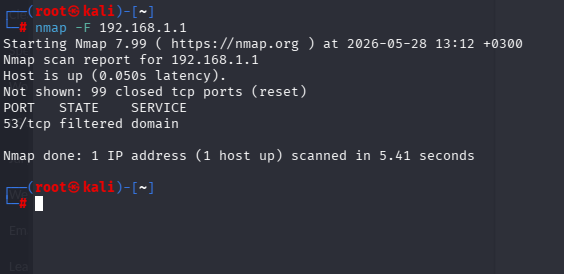 ┌──(root㉿kali)-[~]
└─# nmap -F 192.168.1.1
Starting Nmap 7.99 ( https://nmap.org ) at 2026-05-28 13:12 +0300
Nmap scan report for 192.168.1.1
Host is up (0.050s latency).
Not shown: 99 closed tcp ports (reset)
PORT   STATE    SERVICE
53/tcp filtered domain
Nmap done: 1 IP address (1 host up) scanned in 5.41 seconds
┌──(root㉿kali)-[~]
└─#
Em
Lea